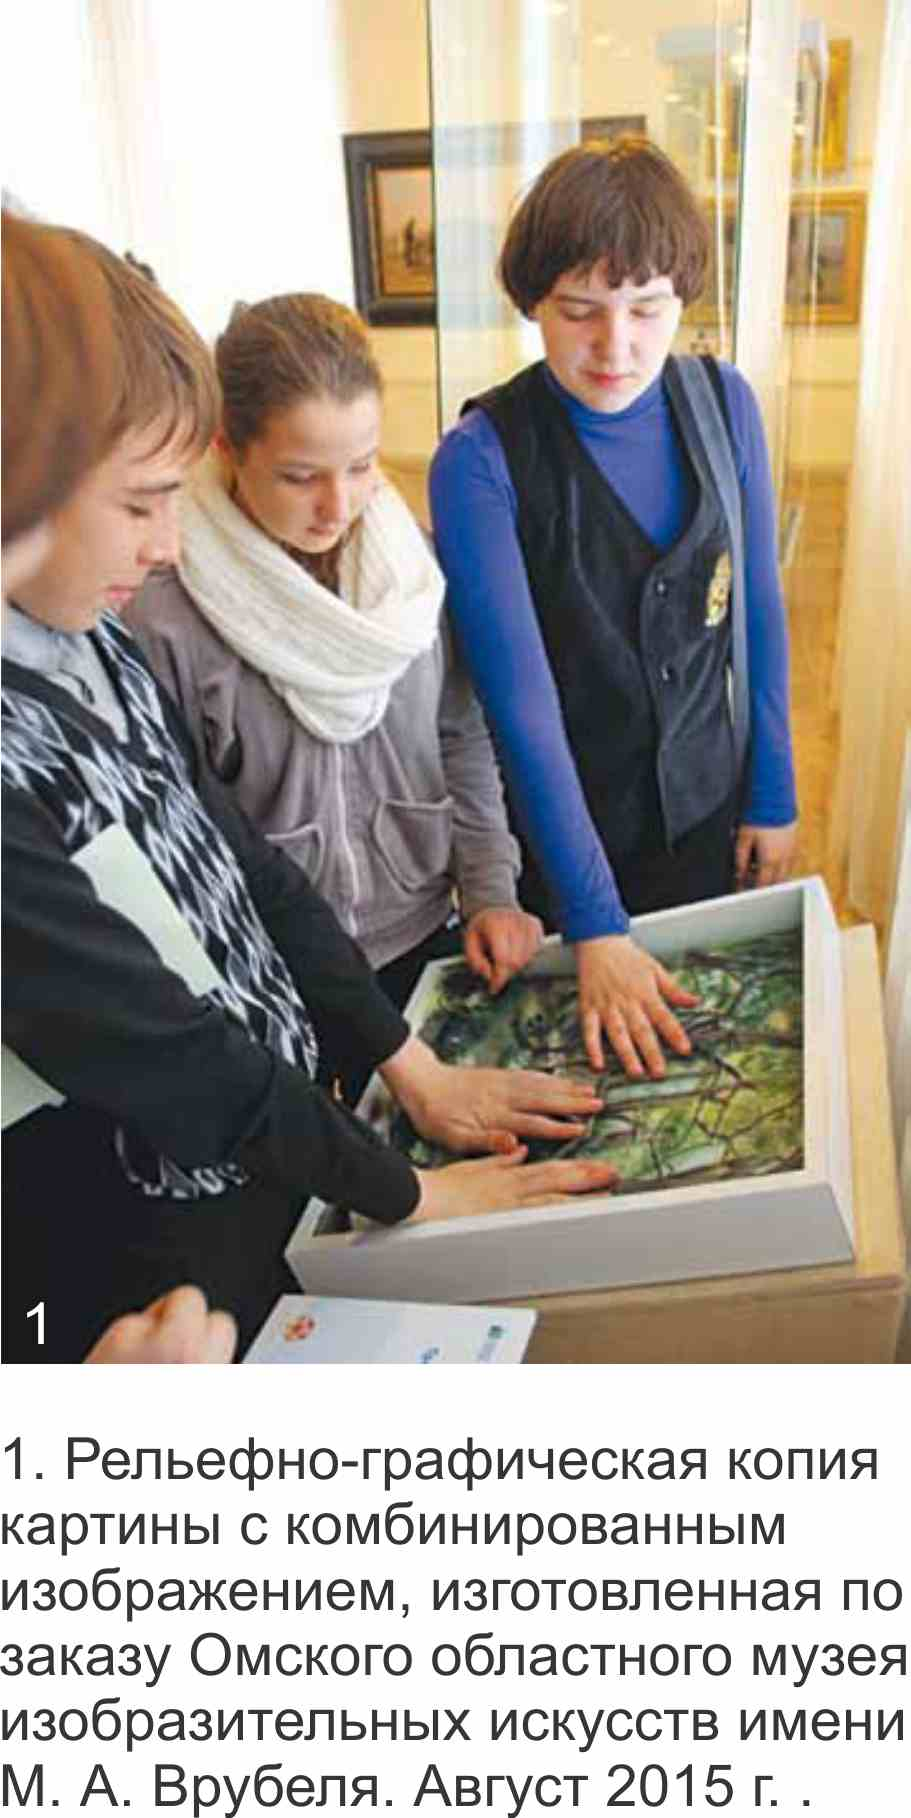 1
1. Рельефно-графическая копия
картины с комбинированным
изображением, изготовленная по
заказу Омского областного музея
изобразительных искусств имени
М. А. Врубеля. Август 2015 г. .